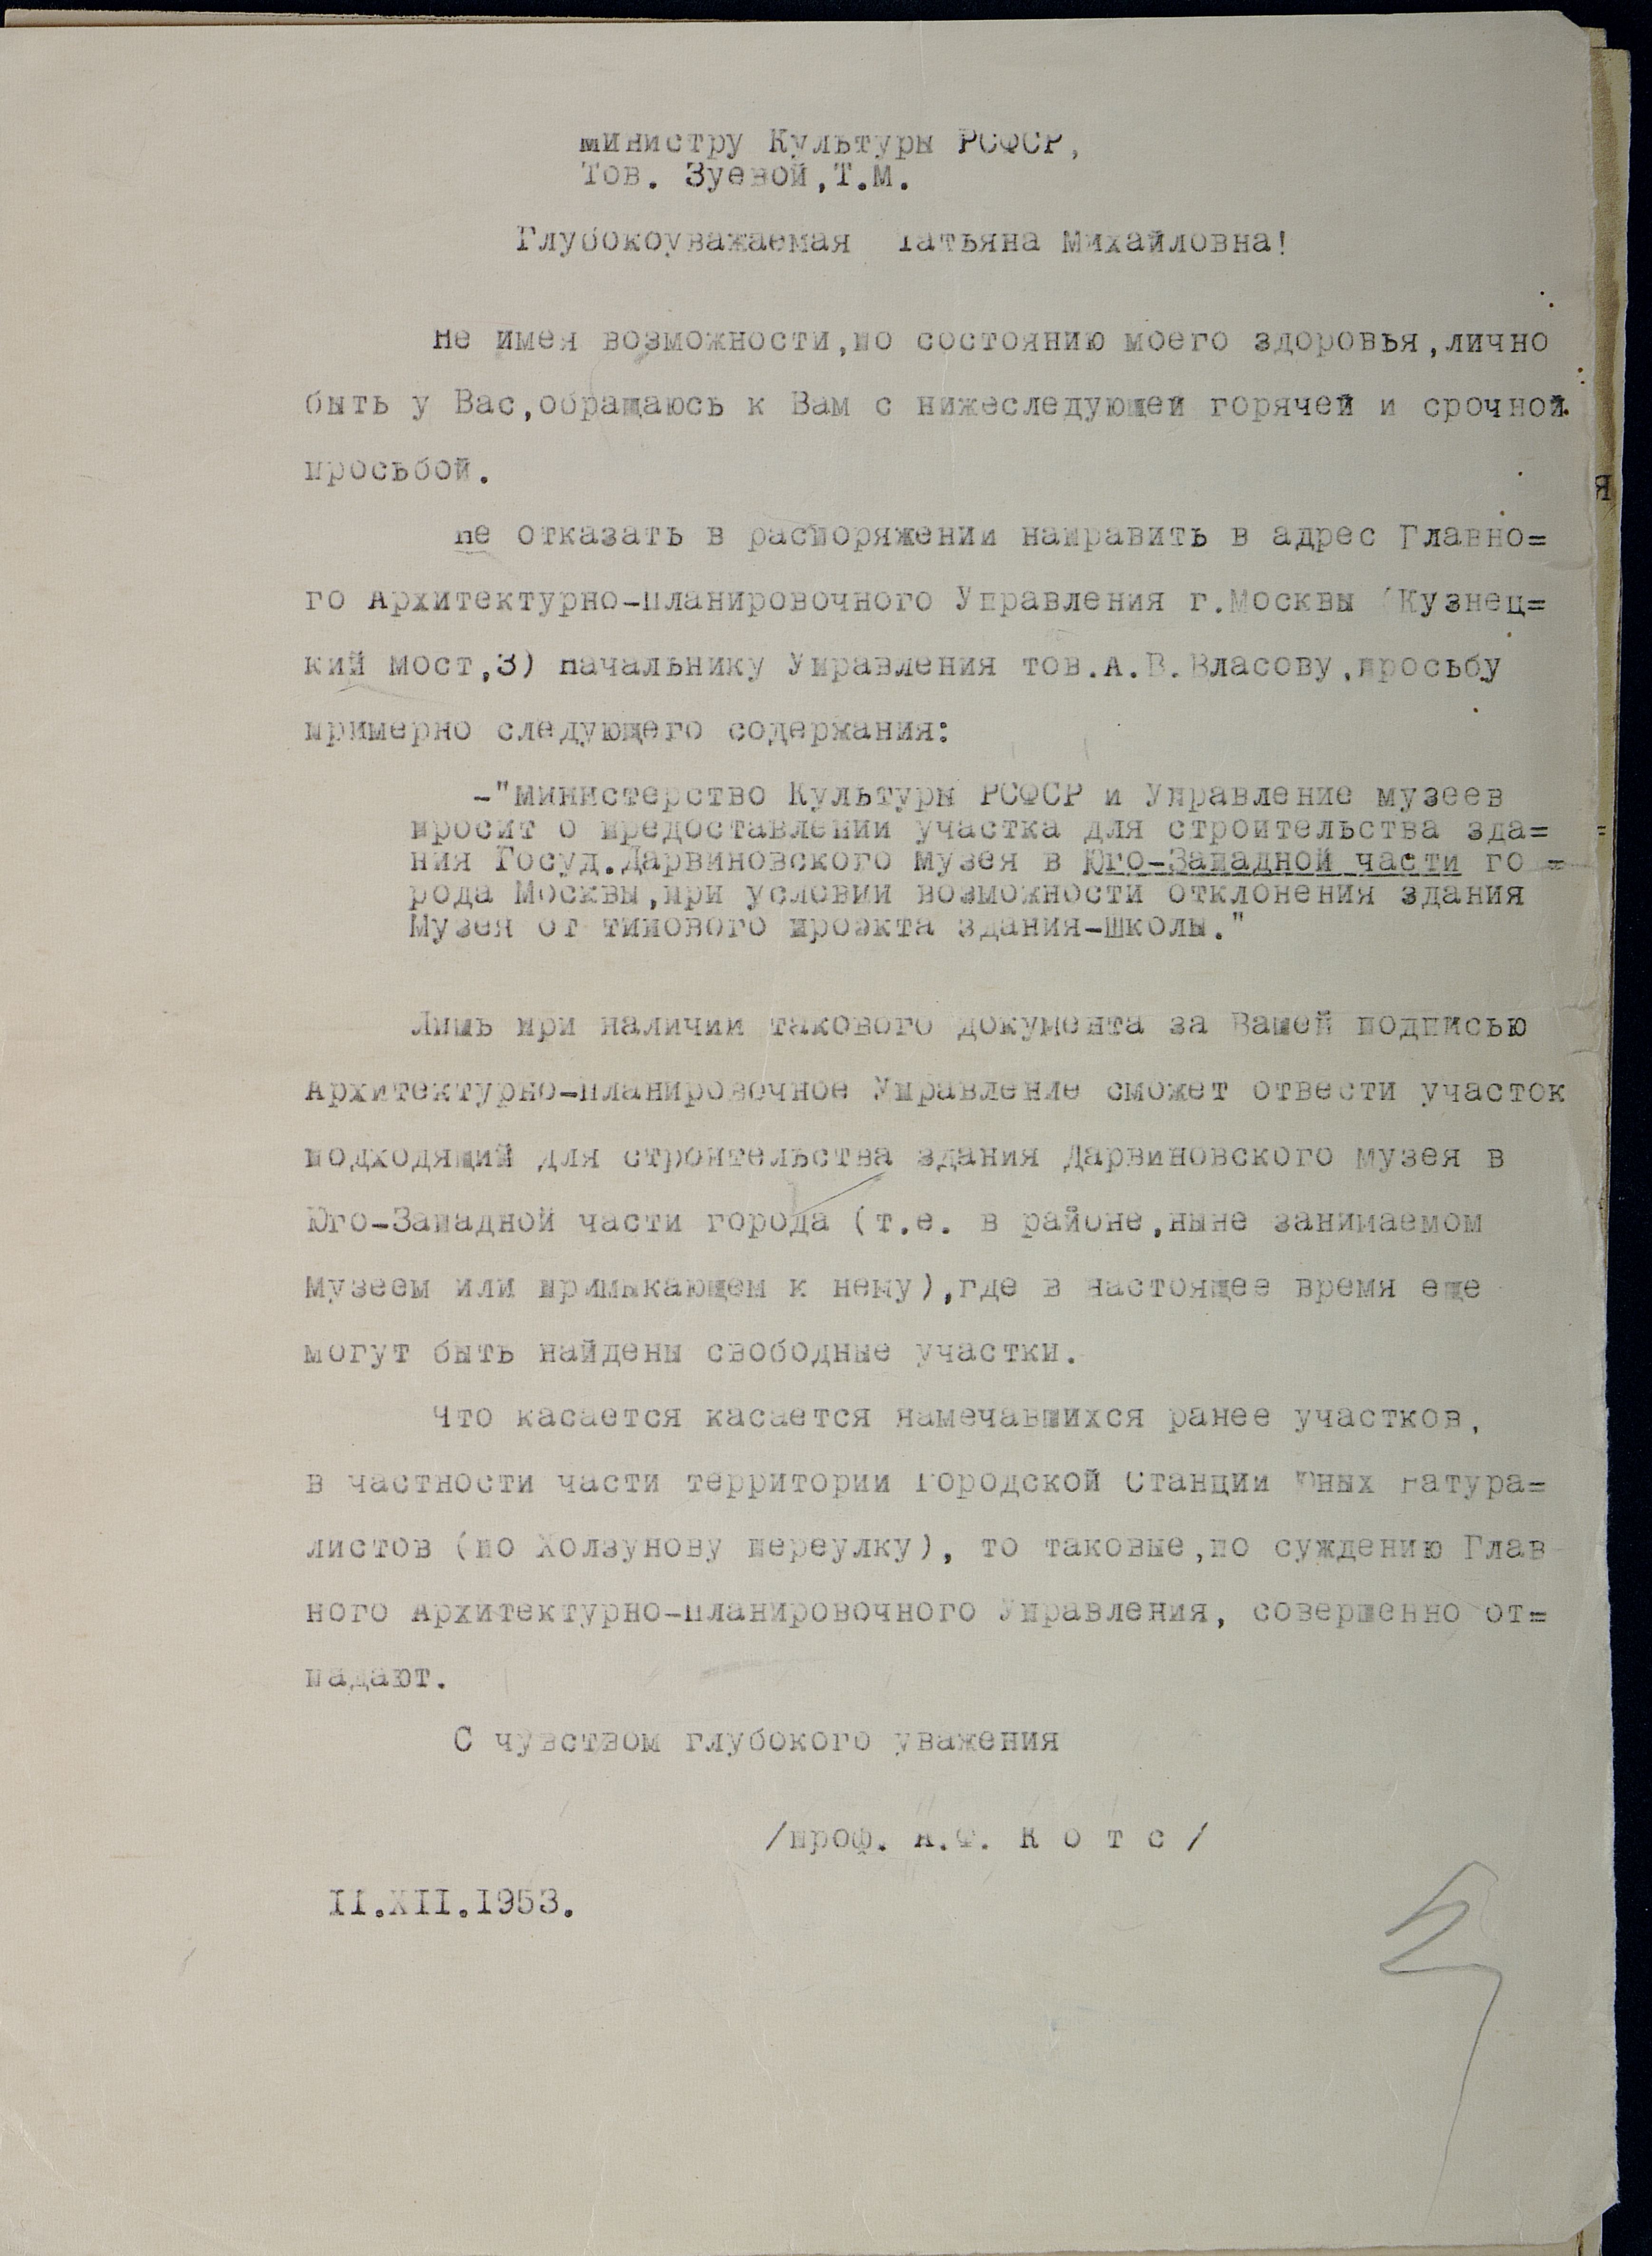 Министру Культуры РСФСР,
Тов. Зуевой,Т.М.
Глубокоуважаемая Татьяна Михайловна!
Не имея возможности,по состоянию моего здоровья,лично
быть у Вас,обращаюсь к Вам с нижеследующей горячей и срочной
просьбой.
Не отказать в распоряжении направить в адрес Главно=
го Архитектурно-Планировочного Управления г.Москвы (Кузнец=
кий мост,3) Начальнику Управления тов.А.В.Власову,просьбу
примерно следующего содержания:
-"Министерство Культуры РСФСР и Управление музеев
просит о предоставлении участка для строительства зда=
ния Госуд.Дарвиновского Музея в Юго-Западной части го =
рода Москвы,при условии возможности отклонения здания
Музея от типового проэкта здания-школы."
Лишь при наличии такового документа за Вашей подписью
Архитектурно-Планировочное Управление сможет отвести участок
подходящий для строительства здания Дарвиновского Музея в
Юго-Западной части города (т.е. в районе,ныне занимаемом
Музеем или примыкающем к нему),где в настоящее время еще
могут быть найдены свободные участки.
Что касается касается намечавшихся ранее участков,
в частности части территории Городской Станции Юных Натура=
листов (по Холзунову переулку), то таковые,по суждению Глав
ного Архитектурно-Планировочного Управления, совершенно от=
падают.
С чувством глубокого уважения
/проф. А.Ф. К о т с /
II.XII.1953.
я
=